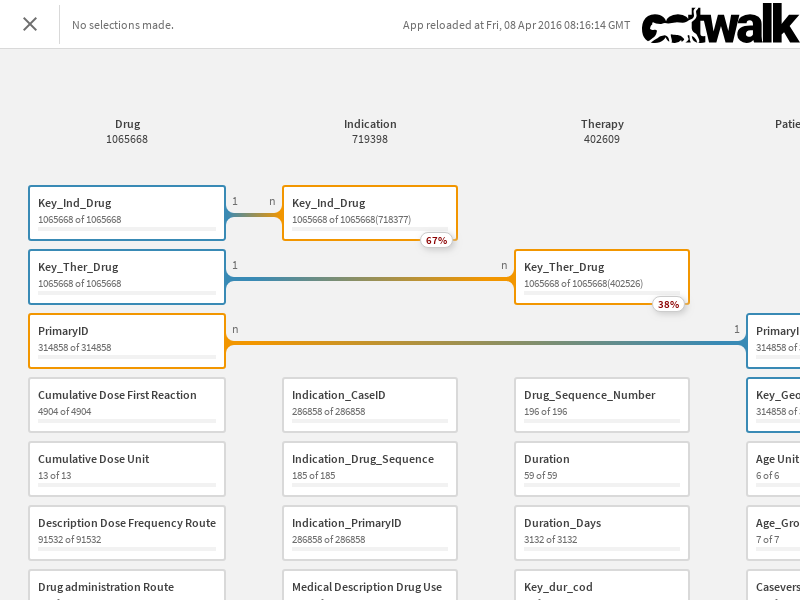 No selections made.
App reloaded at Fri, 08 Apr 2016 08:16:14 GMT
catwalk
Drug
1065668
Indication
719398
Therapy
402609
Patie
Key_Ind_Drug
1065668 of 1065668
1
n
Key_Ind_Drug
1065668 of 1065668(718377)
67%
Key_Ther_Drug
1065668 of 1065668
1
n
Key_Ther_Drug
1065668 of 1065668(402526)
38%
PrimaryID
314858 of 314858
n
1
PrimaryI
314858 of
Cumulative Dose First Reaction
4904 of 4904
Indication_CaseID
286858 of 286858
Drug_Sequence_Number
196 of 196
Key_Geo
314858 of
Cumulative Dose Unit
13 of 13
Indication_Drug_Sequence
185 of 185
Duration
59 of 59
Age Unit
6 of 6
Description Dose Frequency Route
91532 of 91532
Indication_PrimaryID
286858 of 286858
Duration_Days
3132 of 3132
Age_Gro
7 of 7
Drug administration Route
Medical Description Drug Use
Key_dur_cod
Casevers